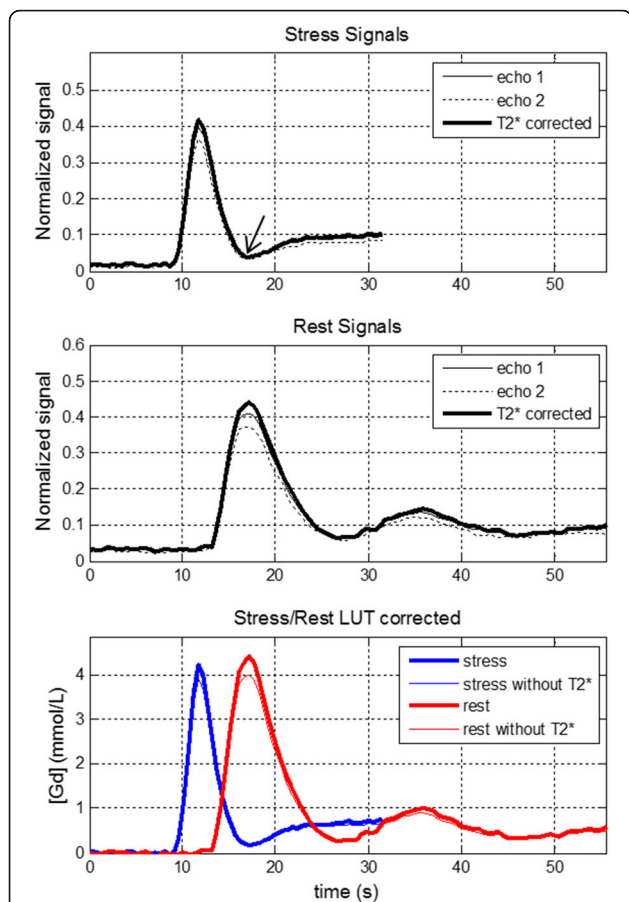 Stress Signals
Normalized signal
0.5
0.4
0.3
0.2
0.1
0
echo 1
echo 2
T2* corrected
0 10 20 30 40 50
Rest Signals
Normalized signal
0.6
0.5
0.4
0.3
0.2
0.1
0
echo 1
echo 2
T2* corrected
0 10 20 30 40 50
Stress/Rest LUT corrected
[Gd] (mmol/L)
4
3
2
1
0
stress
stress without T2*
rest
rest without T2*
0 10 20 30 40 50
time (s)